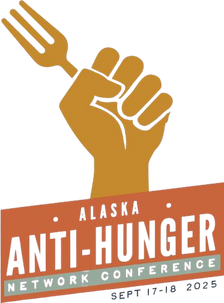 • ALASKA •
ANTI-HUNGER
NETWORK CONFERENCE
SEPT 17-18 2025